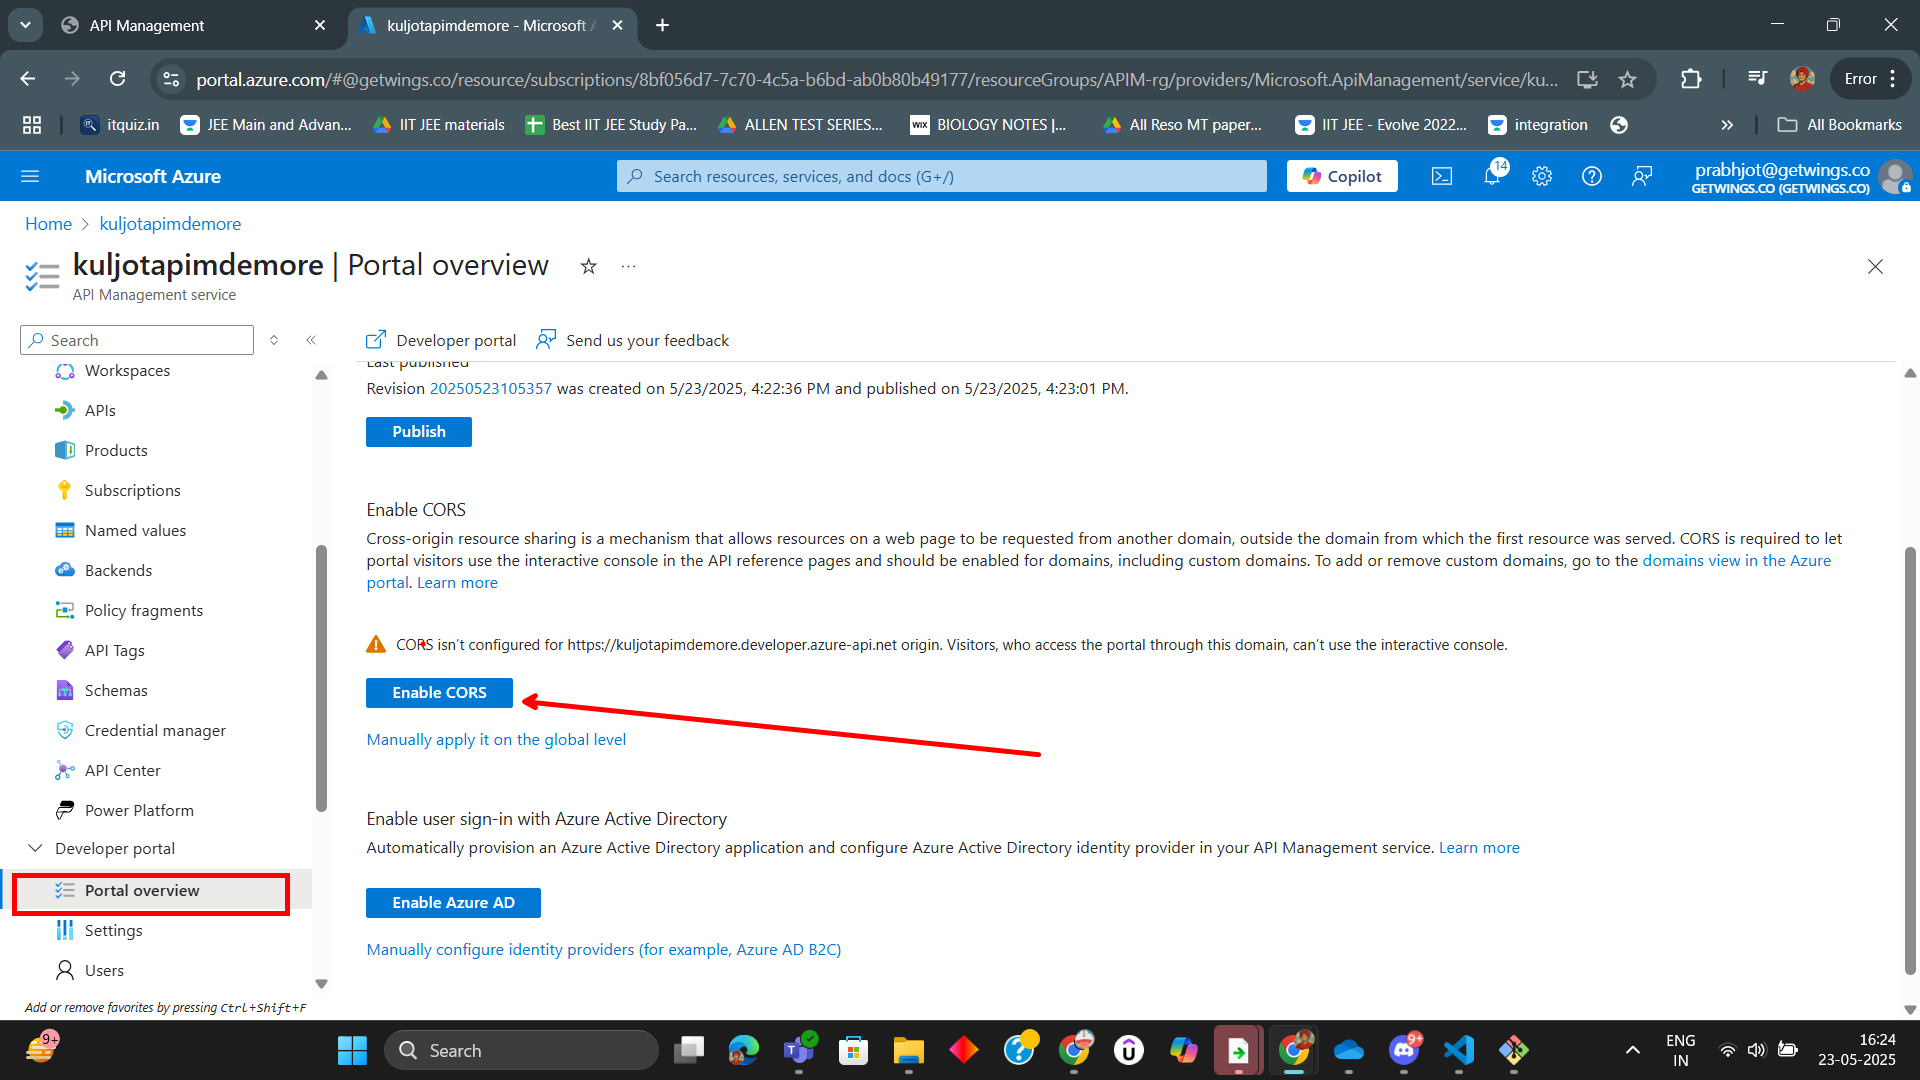 API Management
kuljotapimdemore - Microsoft A
portal.azure.com/#@getwings.co/resource/subscriptions/8bf056d7-7c70-4c5a-b6bd-ab0b80b49177/resourceGroups/APIM-rg/providers/Microsoft.ApiManagement/service/ku...
Error
itquiz.in
JEE Main and Advan...
IIT JEE materials
Best IIT JEE Study Pa...
ALLEN TEST SERIES...
WIX
BIOLOGY NOTES |...
All Reso MT paper...
IIT JEE - Evolve 2022...
integration
All Bookmarks
Microsoft Azure
Search resources, services, and docs (G+/)
Copilot
14
prabhjot@getwings.co
GETWINGS.CO (GETWINGS.CO)
Home > kuljotapimdemore
kuljotapimdemore | Portal overview
API Management service
Search
Workspaces
APIs
Products
Subscriptions
Named values
Backends
Policy fragments
API Tags
Schemas
Credential manager
API Center
Power Platform
Developer portal
Portal overview
Settings
Users
Add or remove favorites by pressing Ctrl+Shift+F
Developer portal
Send us your feedback
Last published
Revision 20250523105357 was created on 5/23/2025, 4:22:36 PM and published on 5/23/2025, 4:23:01 PM.
Publish
Enable CORS
Cross-origin resource sharing is a mechanism that allows resources on a web page to be requested from another domain, outside the domain from which the first resource was served. CORS is required to let
portal visitors use the interactive console in the API reference pages and should be enabled for domains, including custom domains. To add or remove custom domains, go to the domains view in the Azure
portal. Learn more
CORS isn't configured for https://kuljotapimdemore.developer.azure-api.net origin. Visitors, who access the portal through this domain, can't use the interactive console.
Enable CORS
Manually apply it on the global level
Enable user sign-in with Azure Active Directory
Automatically provision an Azure Active Directory application and configure Azure Active Directory identity provider in your API Management service. Learn more
Enable Azure AD
Manually configure identity providers (for example, Azure AD B2C)
9+
Search
9+
ENG
IN
16:24
23-05-2025